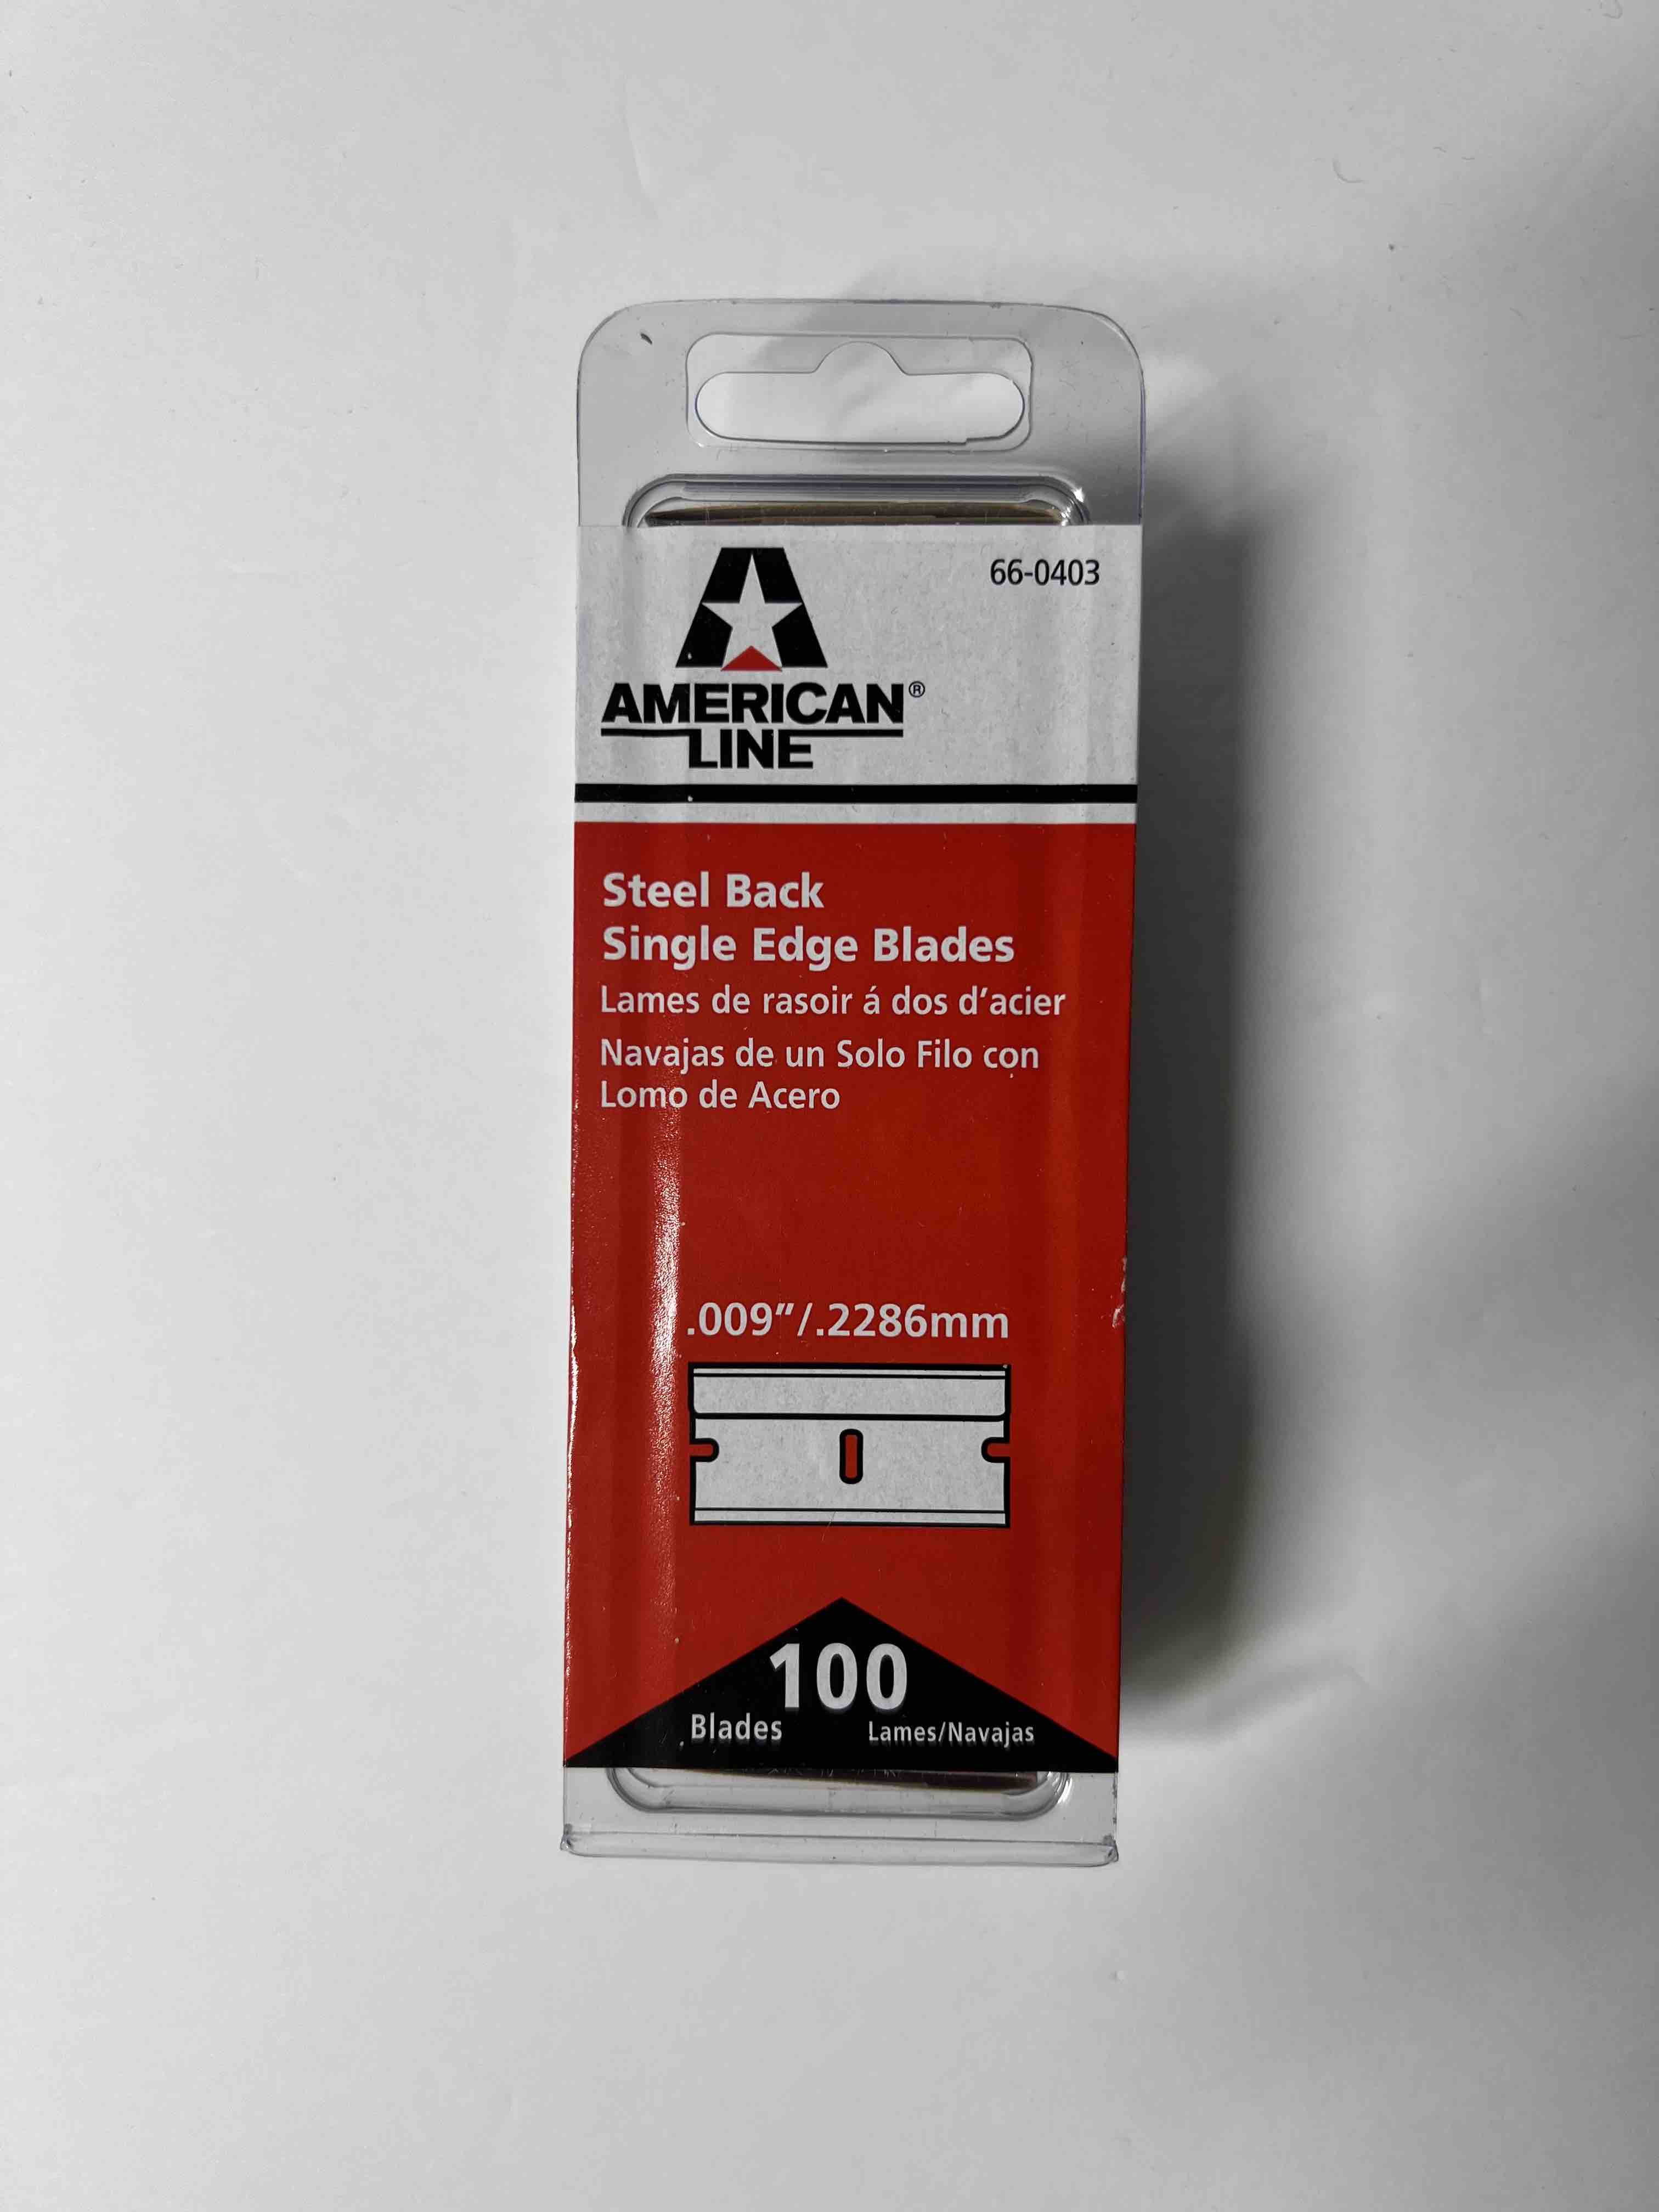 66-0403
AMERICAN®
LINE
Steel Back
Single Edge Blades
Lames de rasoir á dos d’acier
Navajas de un Solo Filo con
Lomo de Acero
.009”/.2286mm
100
Blades Lames/Navajas